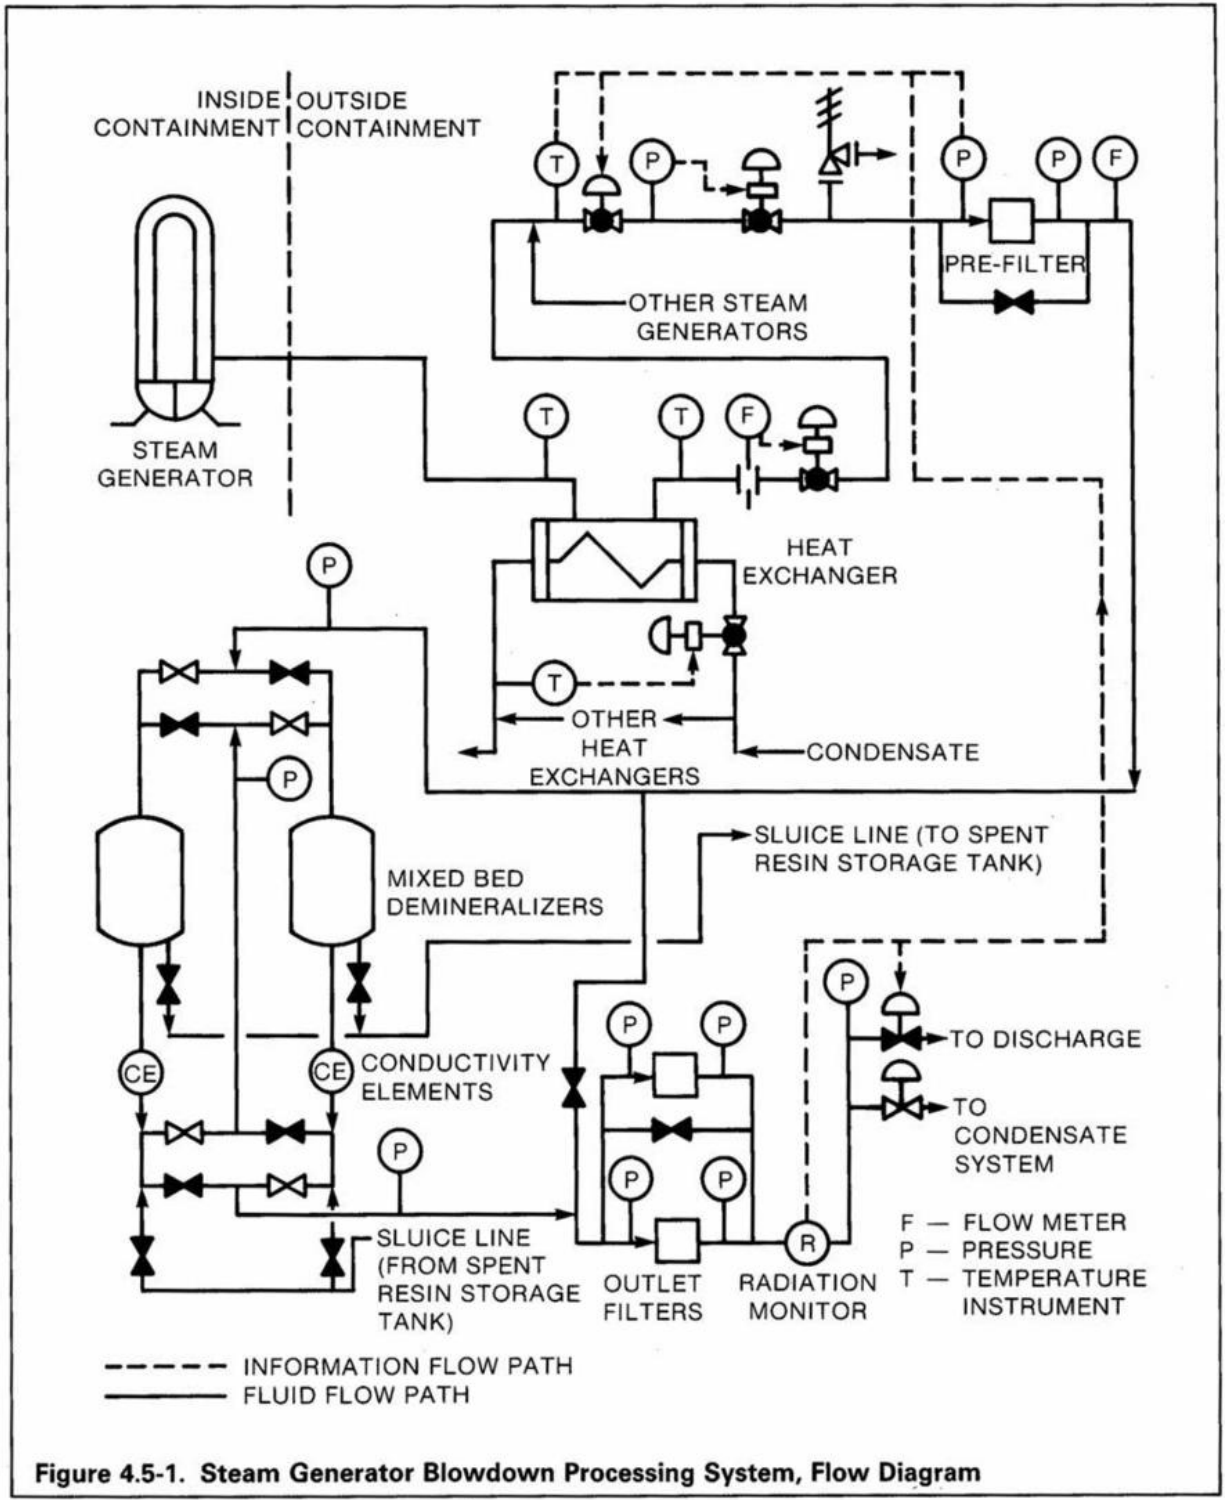 INSIDE OUTSIDE
CONTAINMENT CONTAINMENT
T
P
P
P
F
PRE-FILTER
OTHER STEAM
GENERATORS
STEAM
GENERATOR
T
T
F
HEAT
EXCHANGER
P
T
OTHER
HEAT
EXCHANGERS
CONDENSATE
P
SLUICE LINE (TO SPENT
RESIN STORAGE TANK)
MIXED BED
DEMINERALIZERS
P
P
P
TO DISCHARGE
CE
CE
CONDUCTIVITY
ELEMENTS
TO
CONDENSATE
SYSTEM
P
P
P
SLUICE LINE
(FROM SPENT
RESIN STORAGE
TANK)
OUTLET
FILTERS
R
RADIATION
MONITOR
F — FLOW METER
P — PRESSURE
T — TEMPERATURE
INSTRUMENT
INFORMATION FLOW PATH
FLUID FLOW PATH
Figure 4.5-1. Steam Generator Blowdown Processing System, Flow Diagram